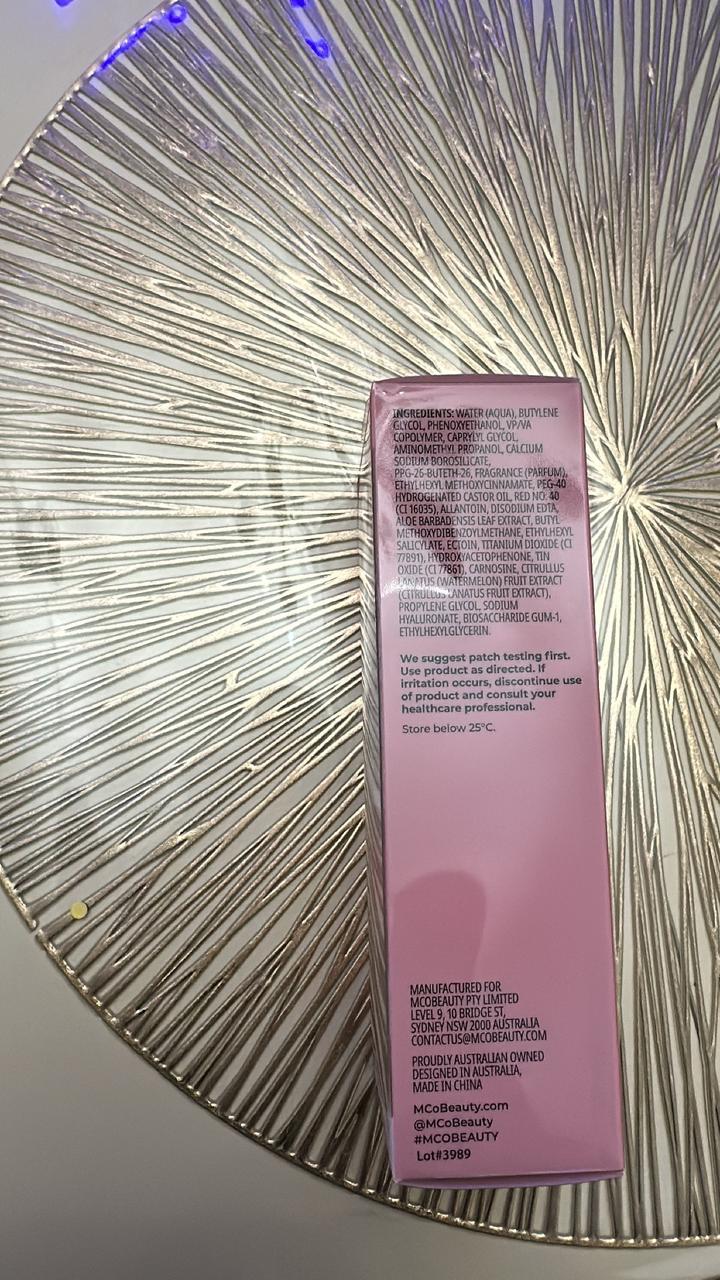 INGREDIENTS: WATER (AQUA), BUTYLENE
GLYCOL, PHENOXYETHANOL, VP/VA
COPOLYMER, CAPRYLYL GLYCOL,
AMINOMETHYL PROPANOL, CALCIUM
SODIUM BOROSILICATE,
PPG-26-BUTETH-26, FRAGRANCE (PARFUM),
ETHYLHEXYL METHOXYCINNAMATE, PEG-40
HYDROGENATED CASTOR OIL, RED NO. 40
(CI 16035), ALLANTOIN, DISODIUM EDTA,
ALOE BARBADENSIS LEAF EXTRACT, BUTYL
METHOXYDIBENZOYLMETHANE, ETHYLHEXYL
SALICYLATE, ECTOIN, TITANIUM DIOXIDE (CI
77891), HYDROXYACETOPHENONE, TIN
OXIDE (CI 77861), CARNOSINE, CITRULLUS
LANATUS (WATERMELON) FRUIT EXTRACT
(CITRULLUS LANATUS FRUIT EXTRACT),
PROPYLENE GLYCOL, SODIUM
HYALURONATE, BIOSACCHARIDE GUM-1,
ETHYLHEXYLGLYCERIN.
We suggest patch testing first.
Use product as directed. If
irritation occurs, discontinue use
of product and consult your
healthcare professional.
Store below 25°C.
MANUFACTURED FOR
MCOBEAUTY PTY LIMITED
LEVEL 9, 10 BRIDGE ST,
SYDNEY NSW 2000 AUSTRALIA
CONTACTUS@MCOBEAUTY.COM
PROUDLY AUSTRALIAN OWNED
DESIGNED IN AUSTRALIA,
MADE IN CHINA
MCoBeauty.com
@MCoBeauty
#MCOBEAUTY
Lot#3989